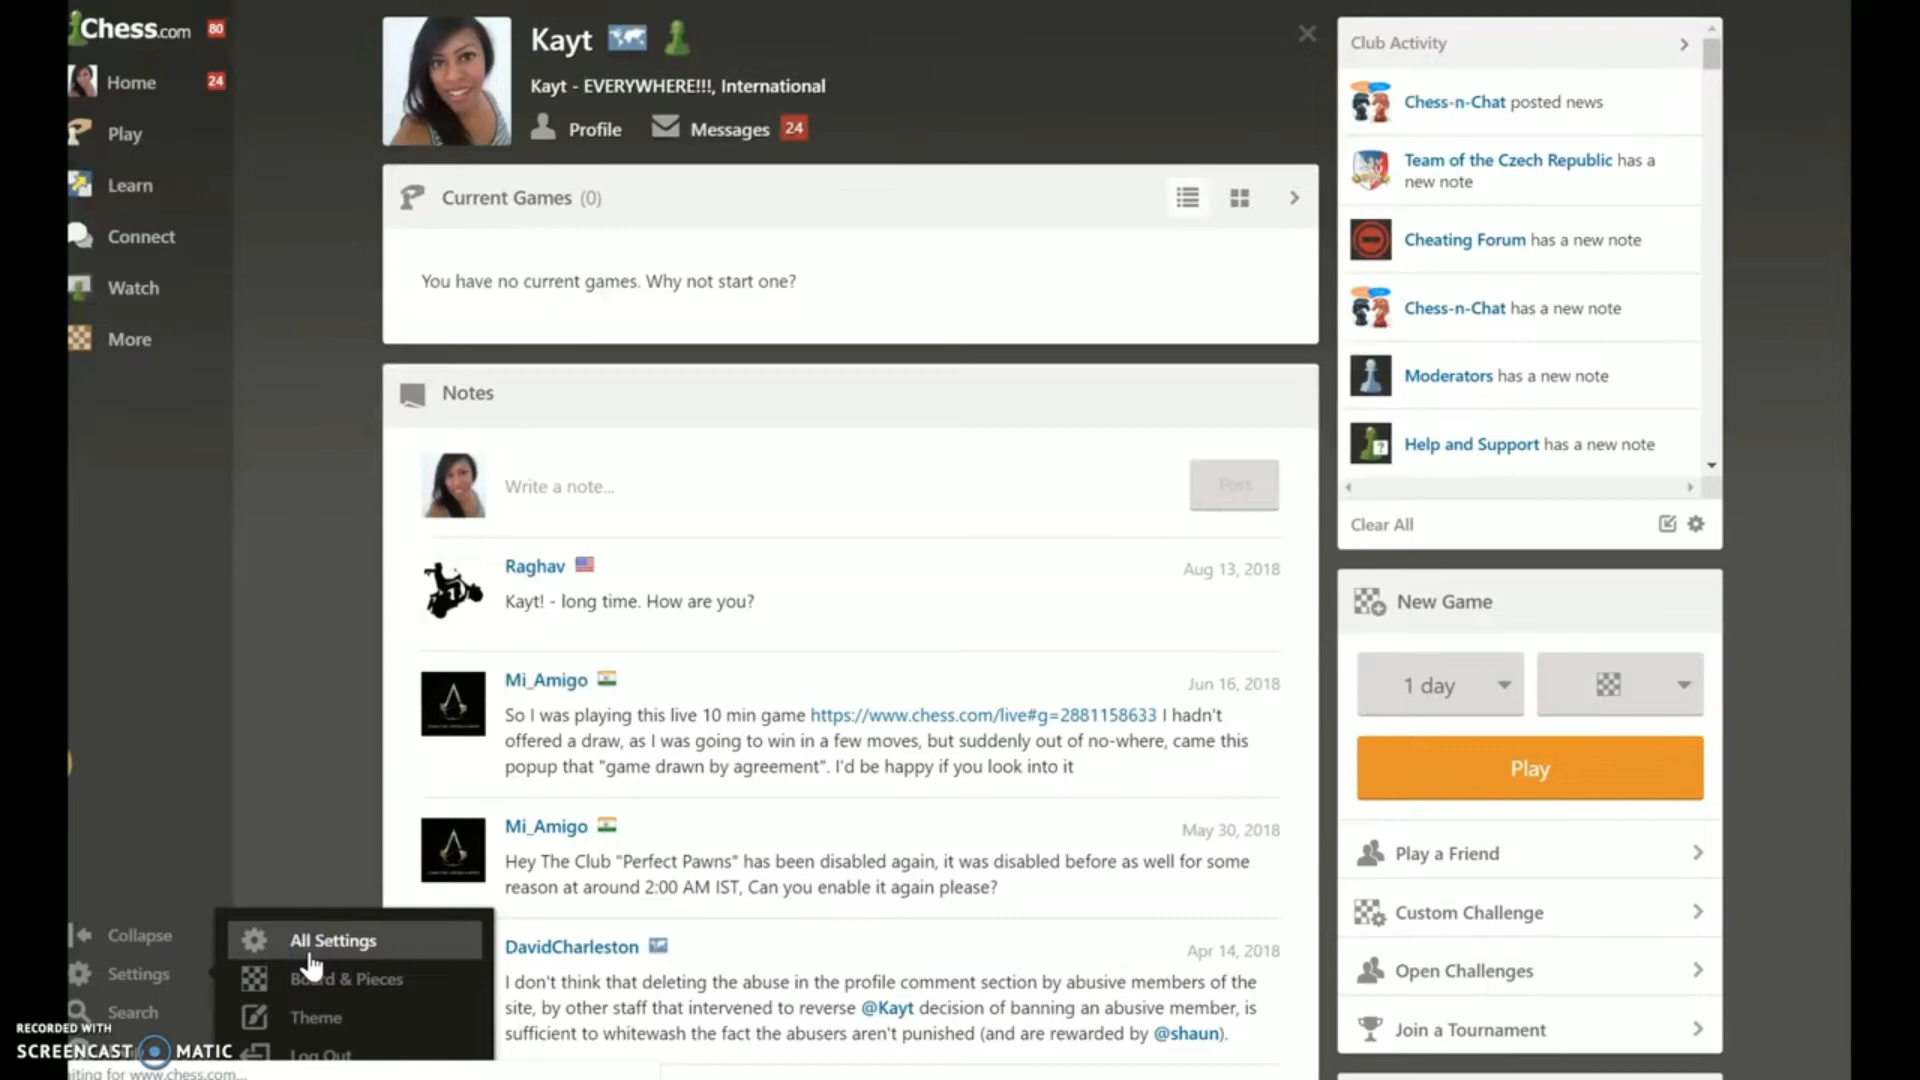 Chess.com 80
Home 24
Play
Learn
Connect
Watch
More
Collapse
Settings
Search
All Settings
Board & Pieces
Theme
Log Out
RECORDED WITH
SCREENCAST MATIC
aiting for www.chess.com...
Kayt
Kayt - EVERYWHERE!!!, International
Profile Messages 24
Current Games (0)
You have no current games. Why not start one?
Notes
Write a note...
Post
Raghav
Aug 13, 2018
Kayt! - long time. How are you?
Mi_Amigo
Jun 16, 2018
So I was playing this live 10 min game https://www.chess.com/live#g=2881158633 I hadn't
offered a draw, as I was going to win in a few moves, but suddenly out of no-where, came this
popup that "game drawn by agreement". I'd be happy if you look into it
Mi_Amigo
May 30, 2018
Hey The Club "Perfect Pawns" has been disabled again, it was disabled before as well for some
reason at around 2:00 AM IST, Can you enable it again please?
DavidCharleston
Apr 14, 2018
I don't think that deleting the abuse in the profile comment section by abusive members of the
site, by other staff that intervened to reverse @Kayt decision of banning an abusive member, is
sufficient to whitewash the fact the abusers aren't punished (and are rewarded by @shaun).
Club Activity
Chess-n-Chat posted news
Team of the Czech Republic has a
new note
Cheating Forum has a new note
Chess-n-Chat has a new note
Moderators has a new note
Help and Support has a new note
Clear All
New Game
1 day
Play
Play a Friend
Custom Challenge
Open Challenges
Join a Tournament